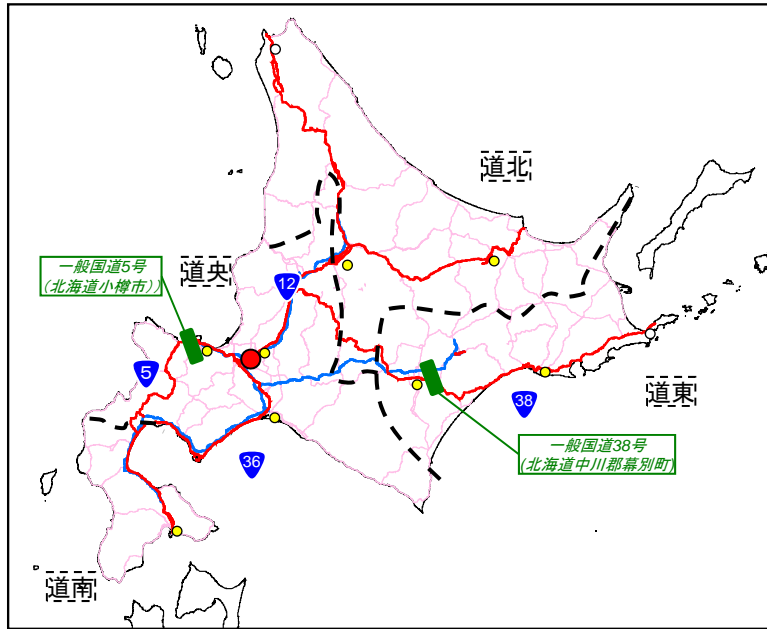 道北
道央
一般国道5号
(北海道小樽市))
12
5
38
道東
一般国道38号
(北海道中川郡幕別町)
36
道南